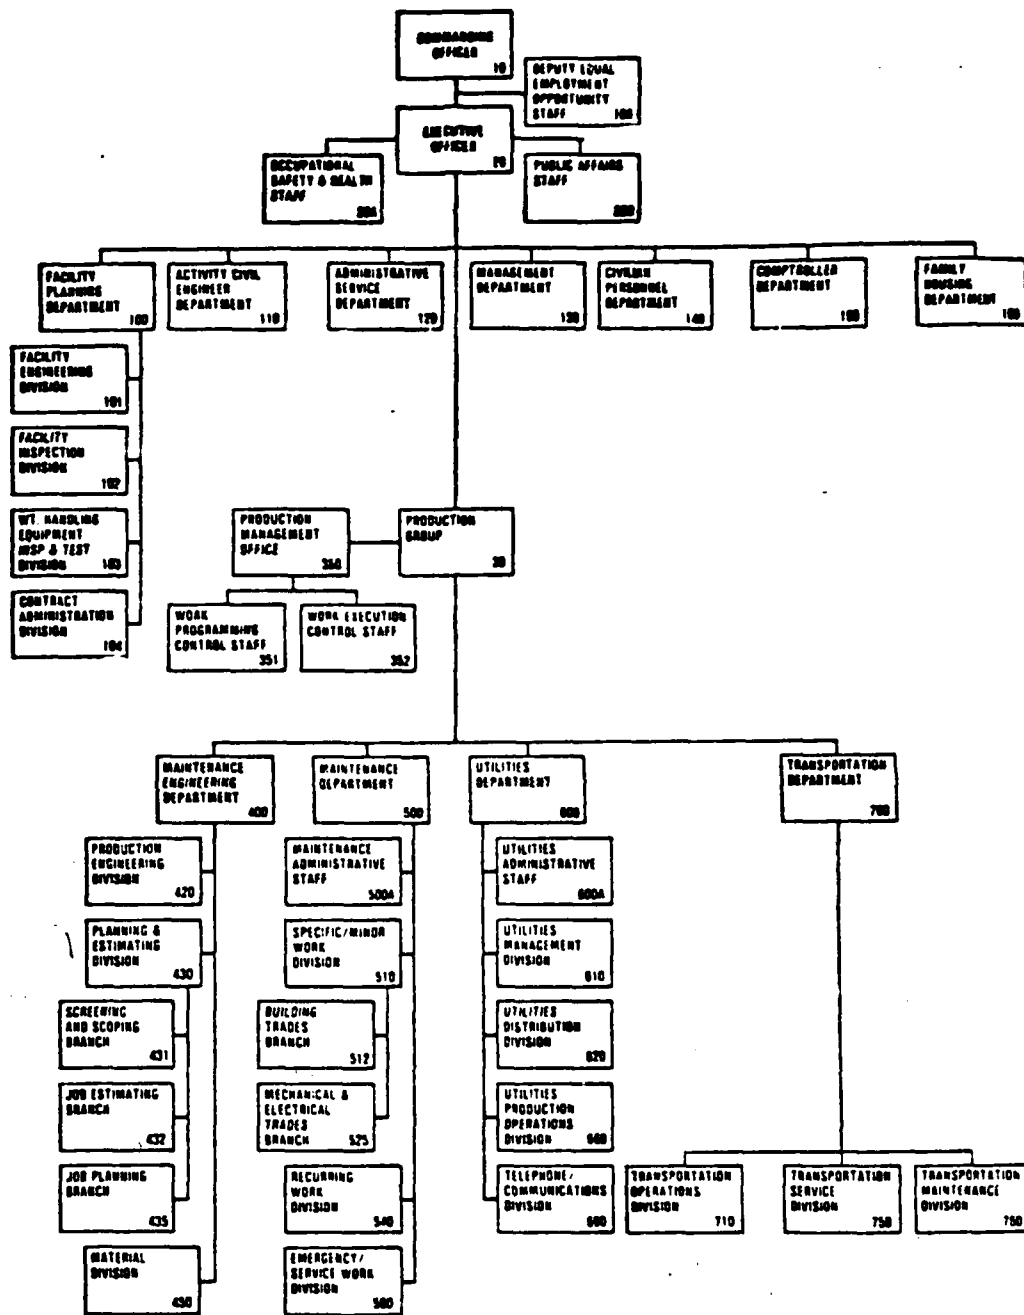 COMMANDING
OFFICER
10
DEPUTY EQUAL
EMPLOYMENT
OPPORTUNITY
STAFF
EXECUTIVE
OFFICER
OCCUPATIONAL
SAFETY & HEALTH
STAFF
PUBLIC AFFAIRS
STAFF
FACILITY
PLANNING
DEPARTMENT
100
ACTIVITY CIVIL
ENGINEER
DEPARTMENT
110
ADMINISTRATIVE
SERVICE
DEPARTMENT
120
MANAGEMENT
DEPARTMENT
130
CIVILIAN
PERSONNEL
DEPARTMENT
140
COMPTROLLER
DEPARTMENT
FAMILY
HOUSING
DEPARTMENT
FACILITY
ENGINEERING
DIVISION
101
FACILITY
INSPECTION
DIVISION
102
WT. HANDLING
EQUIPMENT
INSP & TEST
DIVISION
103
CONTRACT
ADMINISTRATION
DIVISION
104
PRODUCTION
MANAGEMENT
OFFICE
350
PRODUCTION
GROUP
30
WORK
PROGRAMMING
CONTROL STAFF
351
WORK EXECUTION
CONTROL STAFF
352
MAINTENANCE
ENGINEERING
DEPARTMENT
400
MAINTENANCE
DEPARTMENT
500
UTILITIES
DEPARTMENT
600
TRANSPORTATION
DEPARTMENT
700
PRODUCTION
ENGINEERING
DIVISION
420
MAINTENANCE
ADMINISTRATIVE
STAFF
500A
UTILITIES
ADMINISTRATIVE
STAFF
600A
PLANNING &
ESTIMATING
DIVISION
430
SPECIFIC/MINOR
WORK
DIVISION
510
UTILITIES
MANAGEMENT
DIVISION
610
SCREENING
AND SCOPING
BRANCH
431
BUILDING
TRADES
BRANCH
512
UTILITIES
DISTRIBUTION
DIVISION
620
JOB ESTIMATING
BRANCH
432
MECHANICAL &
ELECTRICAL
TRADES
BRANCH
525
UTILITIES
PRODUCTION
OPERATIONS
DIVISION
JOB PLANNING
BRANCH
435
RECURRING
WORK
DIVISION
540
TELEPHONE/
COMMUNICATIONS
DIVISION
TRANSPORTATION
OPERATIONS
DIVISION
710
TRANSPORTATION
SERVICE
DIVISION
750
TRANSPORTATION
MAINTENANCE
DIVISION
MATERIAL
DIVISION
EMERGENCY/
SERVICE WORK
DIVISION